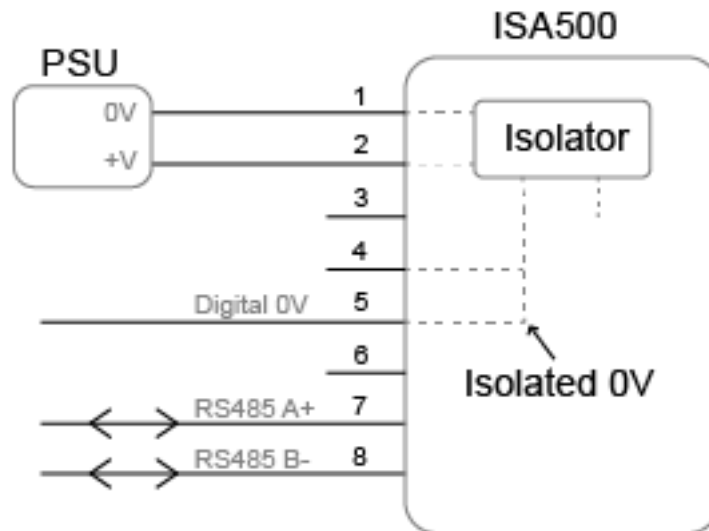 ISA500
PSU
0V
+V
1
2
3
4
5
6
7
8
Isolator
Digital 0V
Isolated 0V
RS485 A+
RS485 B-